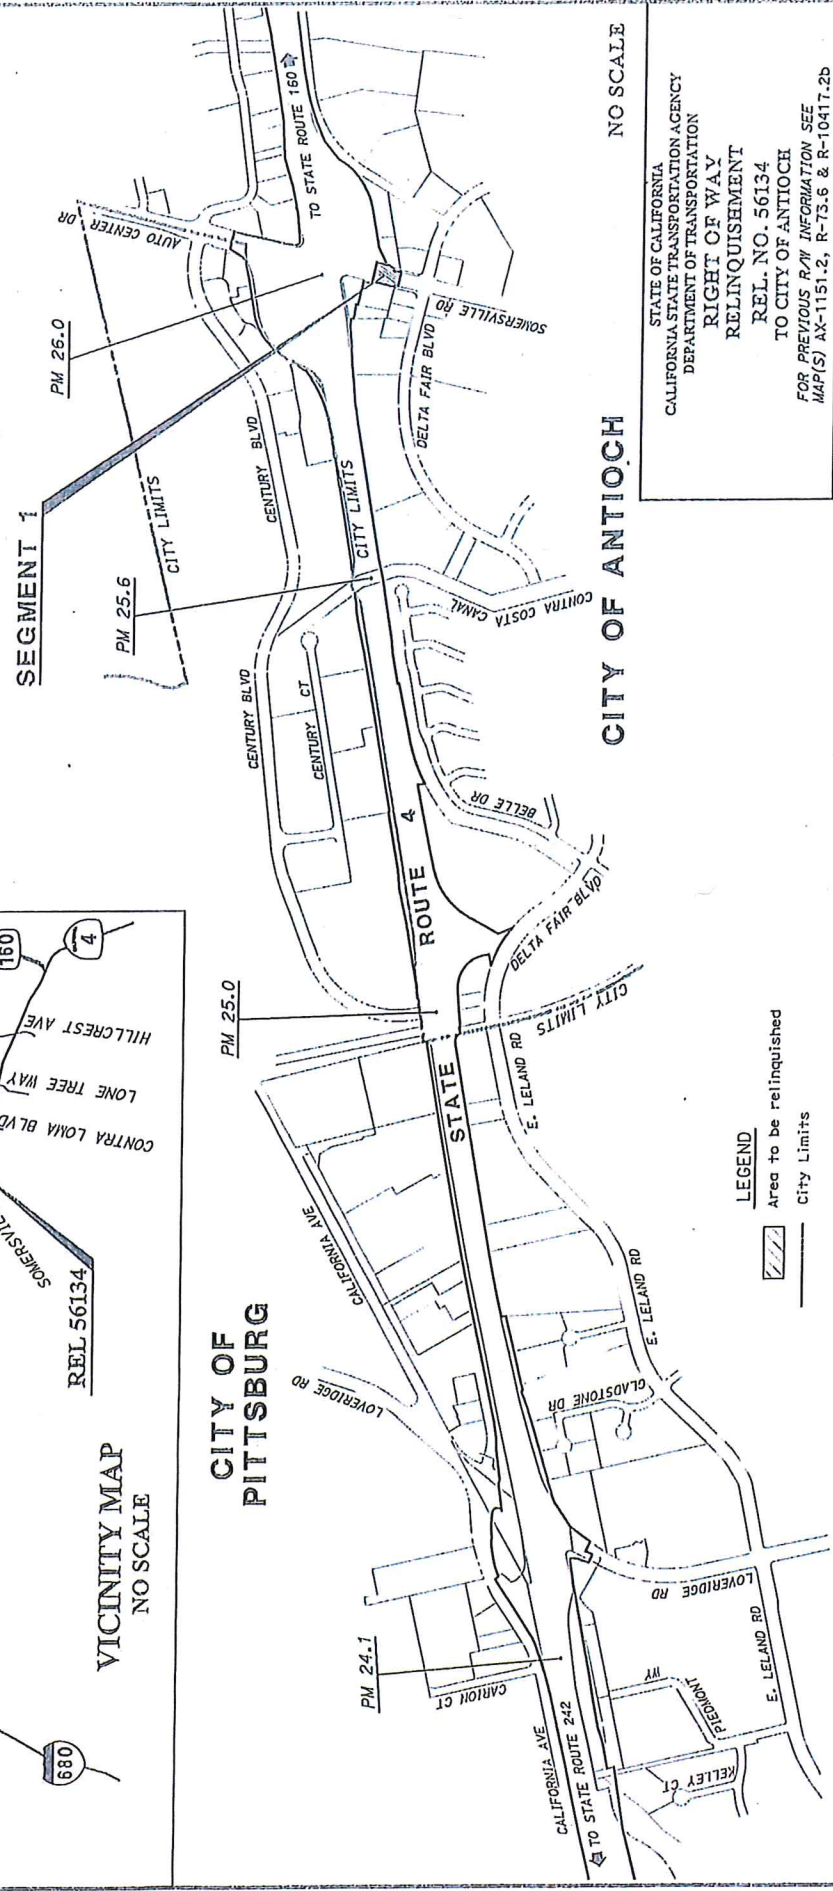 160
4
HILLCREST AVE
LONE TREE WAY
CONTRA LOMA BLVD
REL 56134
VICINITY MAP
NO SCALE
680
SEGMENT 1
PM 26.0
PM 25.6
PM 25.0
PM 24.1
CITY LIMITS
AUTO CENTER DR
TO STATE ROUTE 160
CENTURY BLVD
CENTURY BLVD
CENTURY CT
CITY LIMITS
SOMERSVILLE RD
DELTA FAIR BLVD
CONTRA COSTA CANAL
BELLE DR
DELTA FAIR BLVD
CITY LIMITS
STATE ROUTE 4
CITY OF
PITTSBURG
CITY OF ANTIOCH
CALIFORNIA AVE
LOVERIDGE RD
CARION CT
CALIFORNIA AVE
TO STATE ROUTE 242
E. LELAND RD
E. LELAND RD
GLADSTONE DR
LOVERIDGE RD
E. LELAND RD
PIEDMONT WY
KELLEY CT
LEGEND
Area to be relinquished
City Limits
NO SCALE
STATE OF CALIFORNIA
CALIFORNIA STATE TRANSPORTATION AGENCY
DEPARTMENT OF TRANSPORTATION
RIGHT OF WAY
RELINQUISHMENT
REL. NO. 56134
TO CITY OF ANTIOCH
FOR PREVIOUS R/W INFORMATION SEE
MAP(S) AX-1151.2, R-73.6 & R-10417.2b